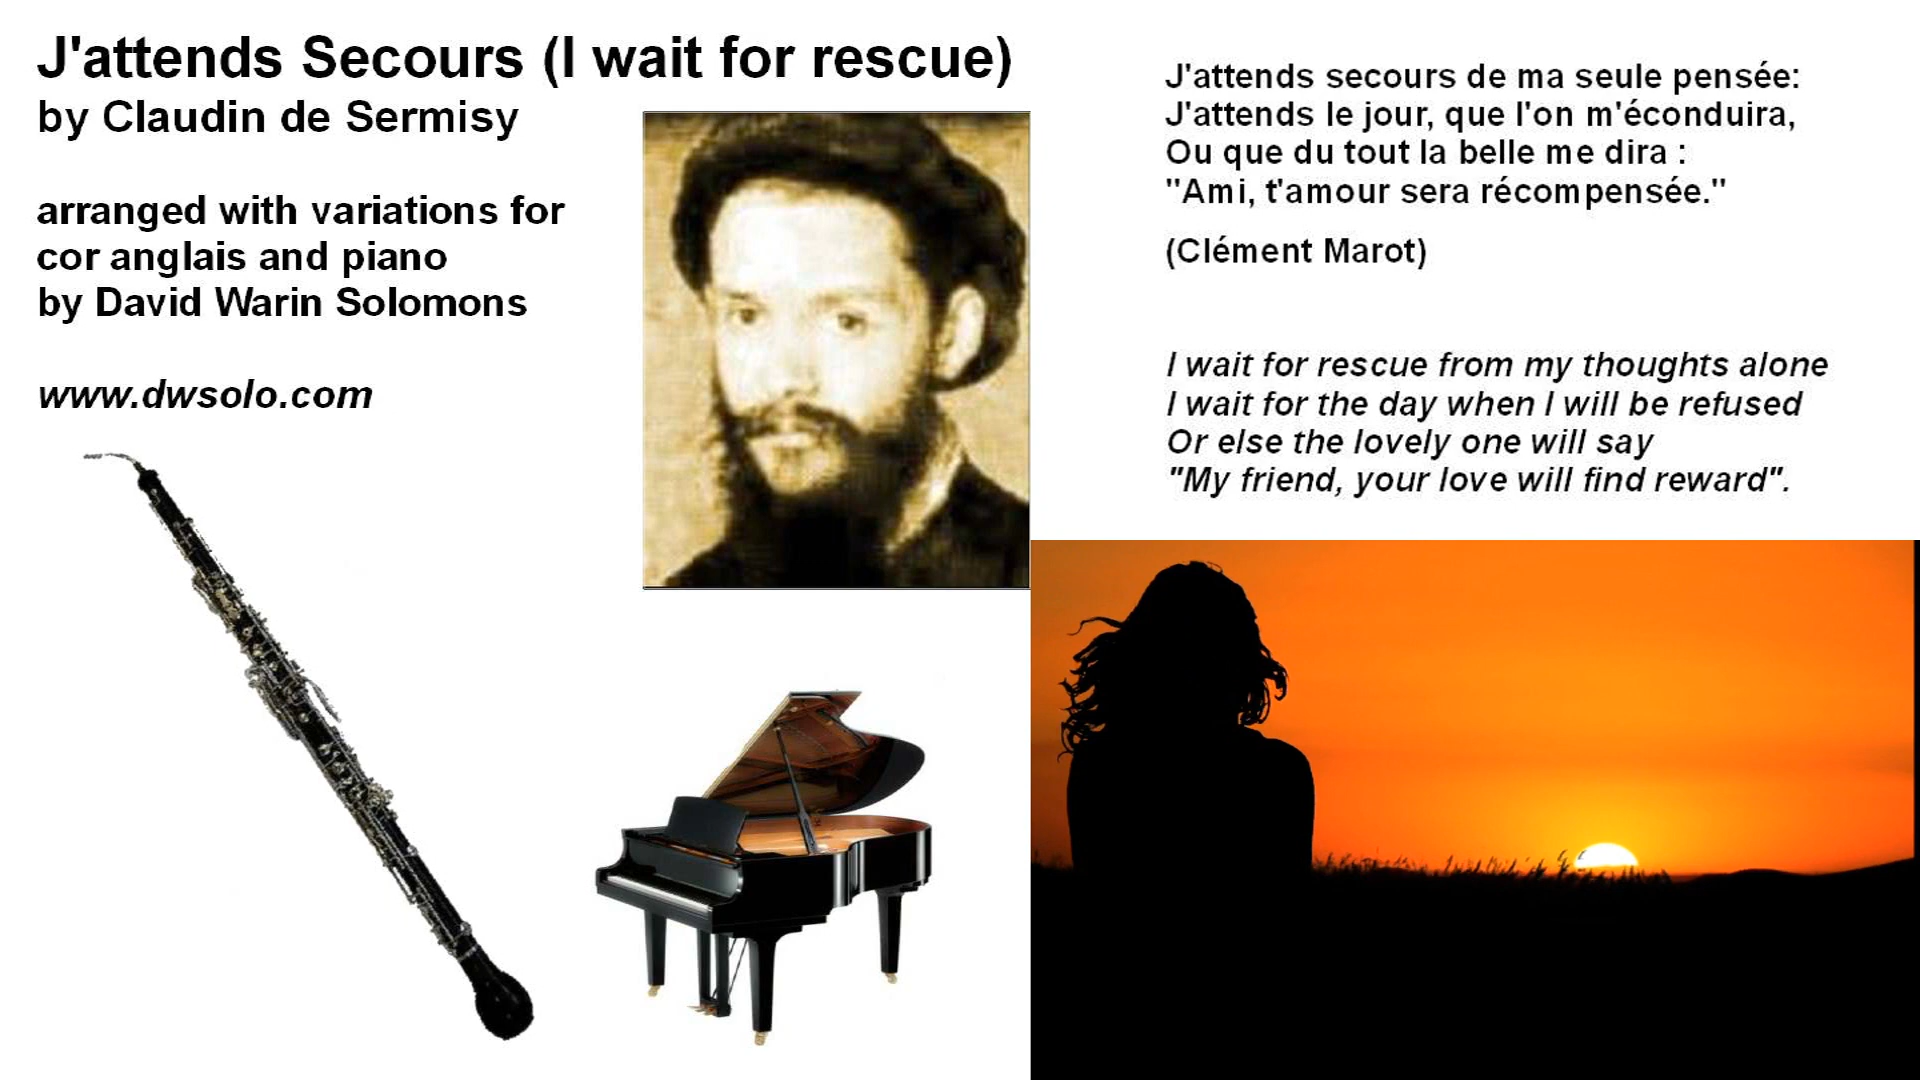 J'attends Secours (I wait for rescue)
by Claudin de Sermisy
arranged with variations for
cor anglais and piano
by David Warin Solomons
www.dwsolo.com
J'attends secours de ma seule pensée:
J'attends le jour, que l'on m'éconduira,
Ou que du tout la belle me dira :
"Ami, t'amour sera récompensée."
(Clément Marot)
I wait for rescue from my thoughts alone
I wait for the day when I will be refused
Or else the lovely one will say
"My friend, your love will find reward".